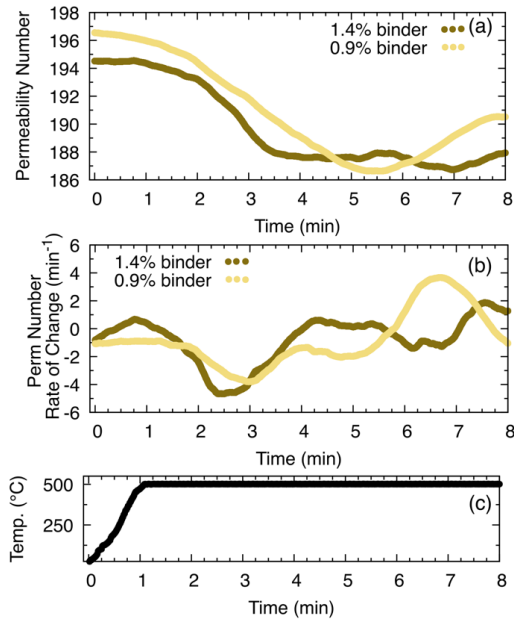 198
196
194
192
190
188
186
Permeability Number
(a)
1.4% binder
0.9% binder
0 1 2 3 4 5 6 7 8
Time (min)
6
4
2
0
-2
-4
-6
Perm Number
Rate of Change (min-1)
1.4% binder
0.9% binder
(b)
0 1 2 3 4 5 6 7 8
Time (min)
500
250
Temp. (°C)
(c)
0 1 2 3 4 5 6 7 8
Time (min)